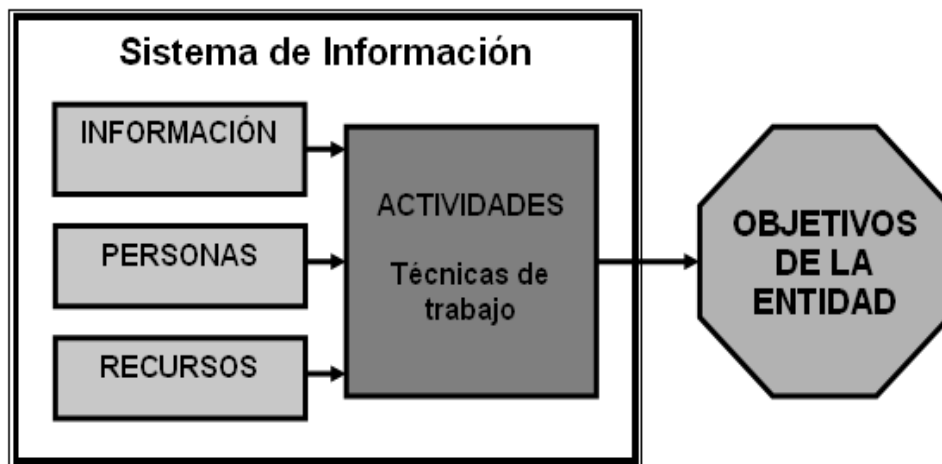 Sistema de Información
INFORMACIÓN
PERSONAS
RECURSOS
ACTIVIDADES
Técnicas de
trabajo
OBJETIVOS
DE LA
ENTIDAD